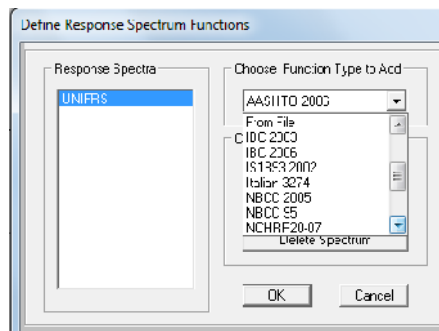 Define Response Spectrum Functions
Response Spectra
UNIFRS
Choose Function Type to Add
AASHTO 2006
From File
IBC 2003
IBC 2006
IS1893 2002
Italian 3274
NBCC 2005
NBCC 95
NCHRP20-07
Delete Spectrum
OK
Cancel